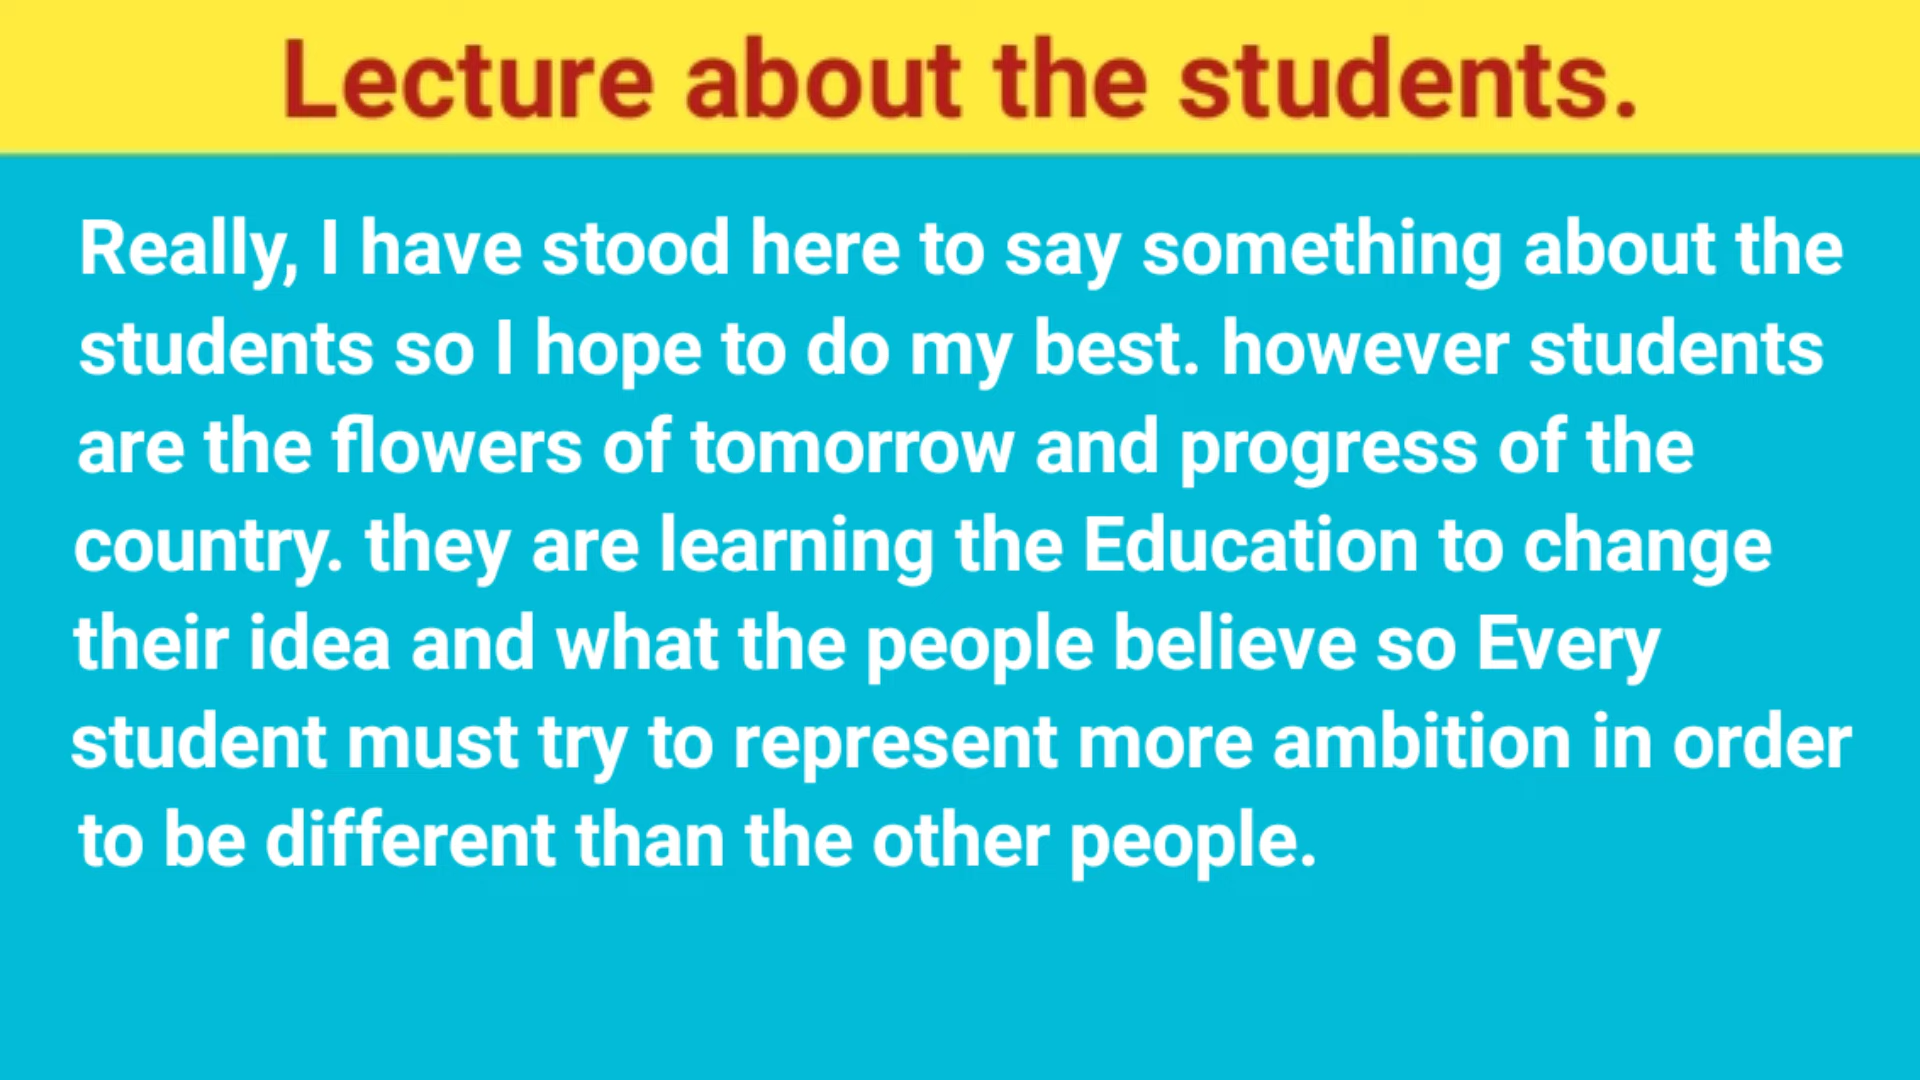 Lecture about the students.
Really, I have stood here to say something about the
students so I hope to do my best. however students
are the flowers of tomorrow and progress of the
country. they are learning the Education to change
their idea and what the people believe so Every
student must try to represent more ambition in order
to be different than the other people.